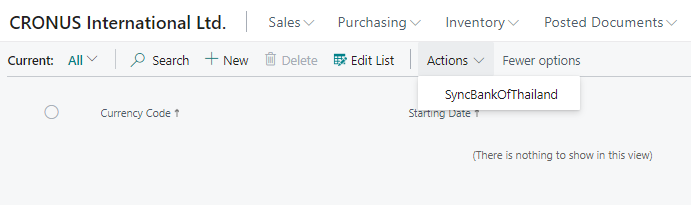 CRONUS International Ltd. Sales Purchasing Inventory Posted Documents
Current: All Search + New Delete Edit List Actions Fewer options
SyncBankOfThailand
Currency Code ↑ Starting Date ↑
(There is nothing to show in this view)